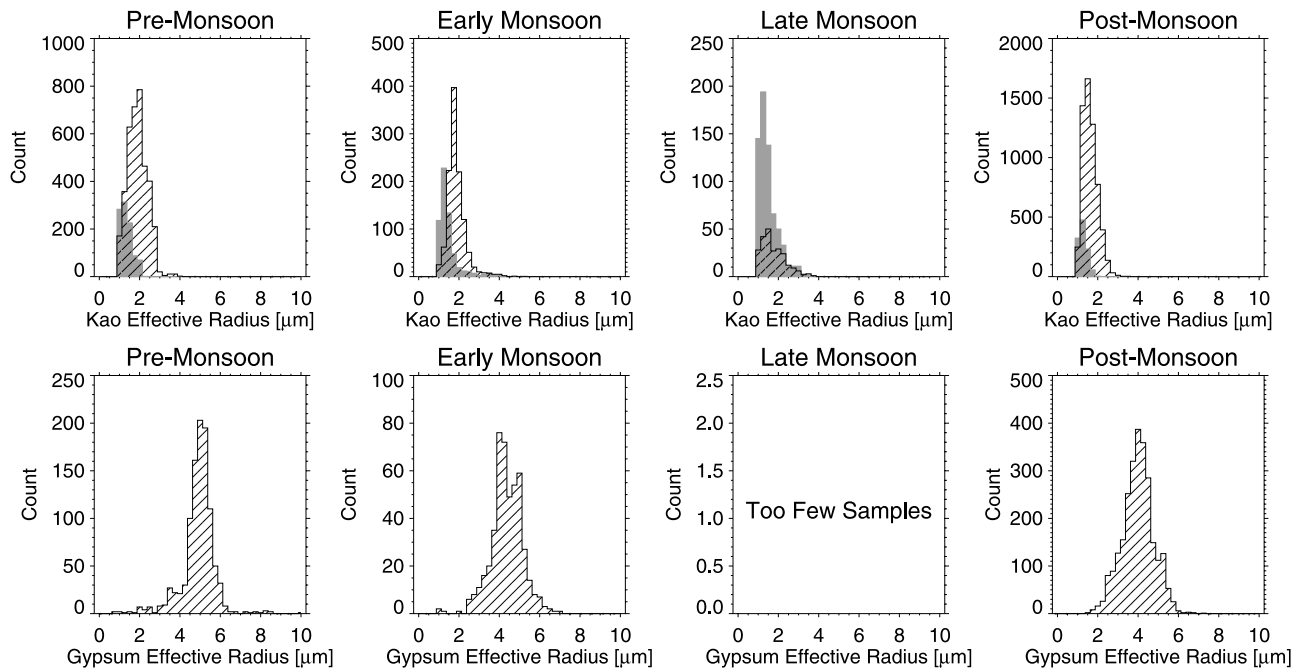 Pre-Monsoon Early Monsoon Late Monsoon Post-Monsoon
1000 500 250 2000
800 400 200 1500
600 300 150 1000
400 200 100 500
200 100 50
0 0 0 0
Count Count Count Count
0 2 4 6 8 10 0 2 4 6 8 10 0 2 4 6 8 10 0 2 4 6 8 10
Kao Effective Radius [μm] Kao Effective Radius [μm] Kao Effective Radius [μm] Kao Effective Radius [μm]
Pre-Monsoon Early Monsoon Late Monsoon Post-Monsoon
250 100 2.5 500
200 80 2.0 400
150 60 1.5 300
100 40 1.0 200
50 20 0.5 100
0 0 0.0 0
Count Count Count Count
Too Few Samples
0 2 4 6 8 10 0 2 4 6 8 10 0 2 4 6 8 10 0 2 4 6 8 10
Gypsum Effective Radius [μm] Gypsum Effective Radius [μm] Gypsum Effective Radius [μm] Gypsum Effective Radius [μm]